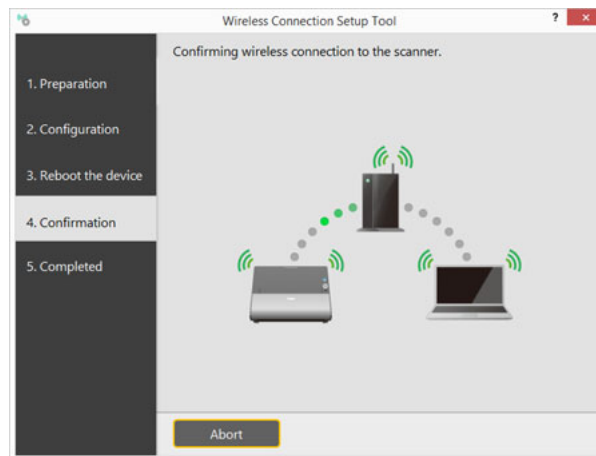 Wireless Connection Setup Tool
?
Confirming wireless connection to the scanner.
1. Preparation
2. Configuration
3. Reboot the device
4. Confirmation
5. Completed
Abort